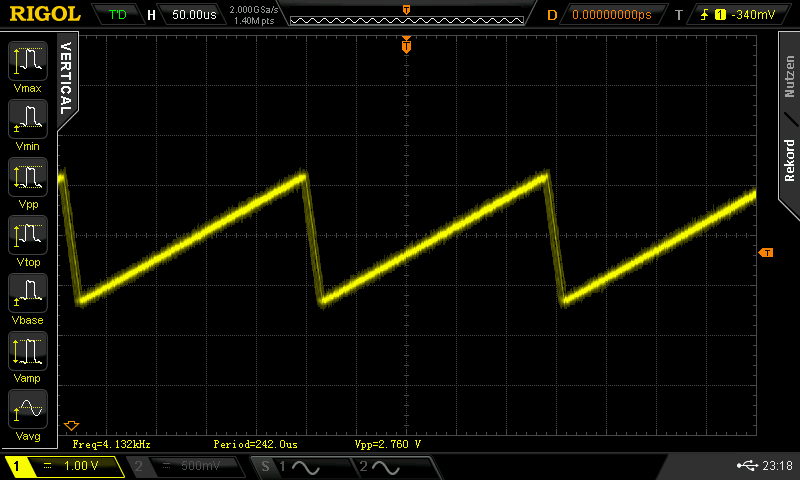 RIGOL T'D H 50.00us 2.000GSa/s D 0.00000000ps T 1 -340mV
1.40M pts
T
T
VERTICAL
Vmax
Vmin
Vpp
Vtop
Vbase
Vamp
Vavg
Nutzen
Rekord
T
Freq=4.132kHz Period=242.0us Vpp=2.760 V
1 1.00 V 2 500mV S 1 2 23:18